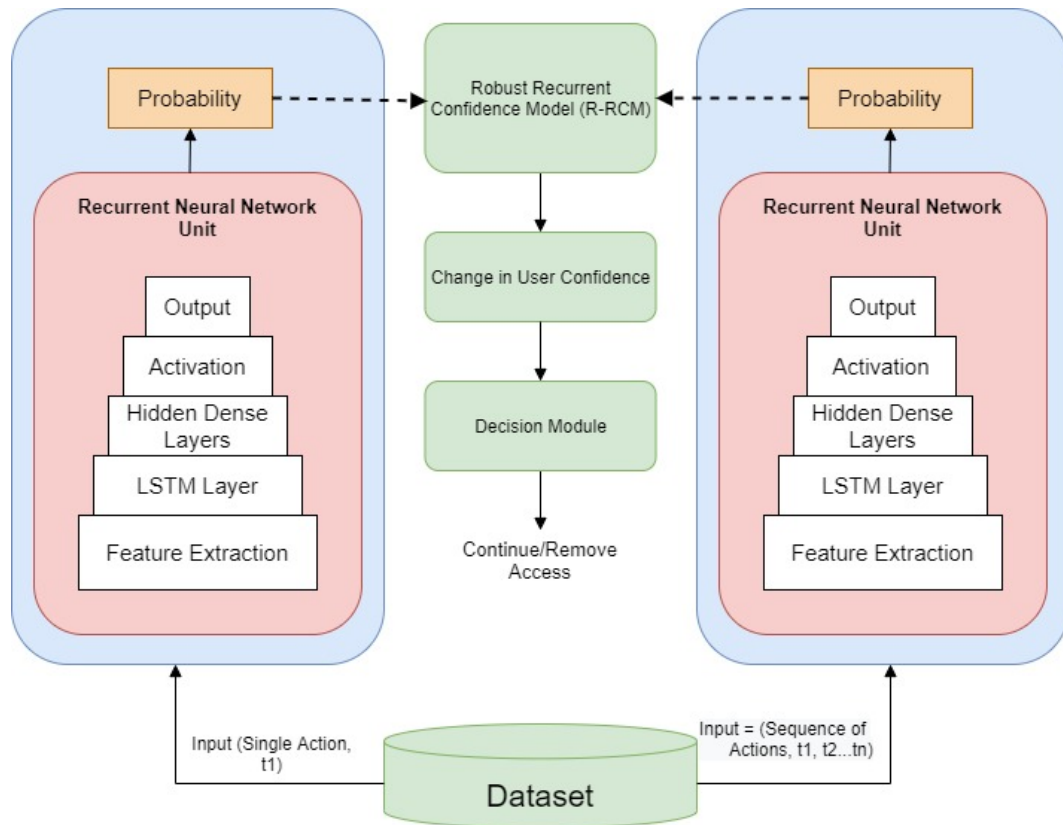 Probability
Recurrent Neural Network
Unit
Output
Activation
Hidden Dense
Layers
LSTM Layer
Feature Extraction
Input (Single Action,
t1)
Robust Recurrent
Confidence Model (R-RCM)
Change in User Confidence
Decision Module
Continue/Remove
Access
Dataset
Probability
Recurrent Neural Network
Unit
Output
Activation
Hidden Dense
Layers
LSTM Layer
Feature Extraction
Input = (Sequence of
Actions, t1, t2...tn)